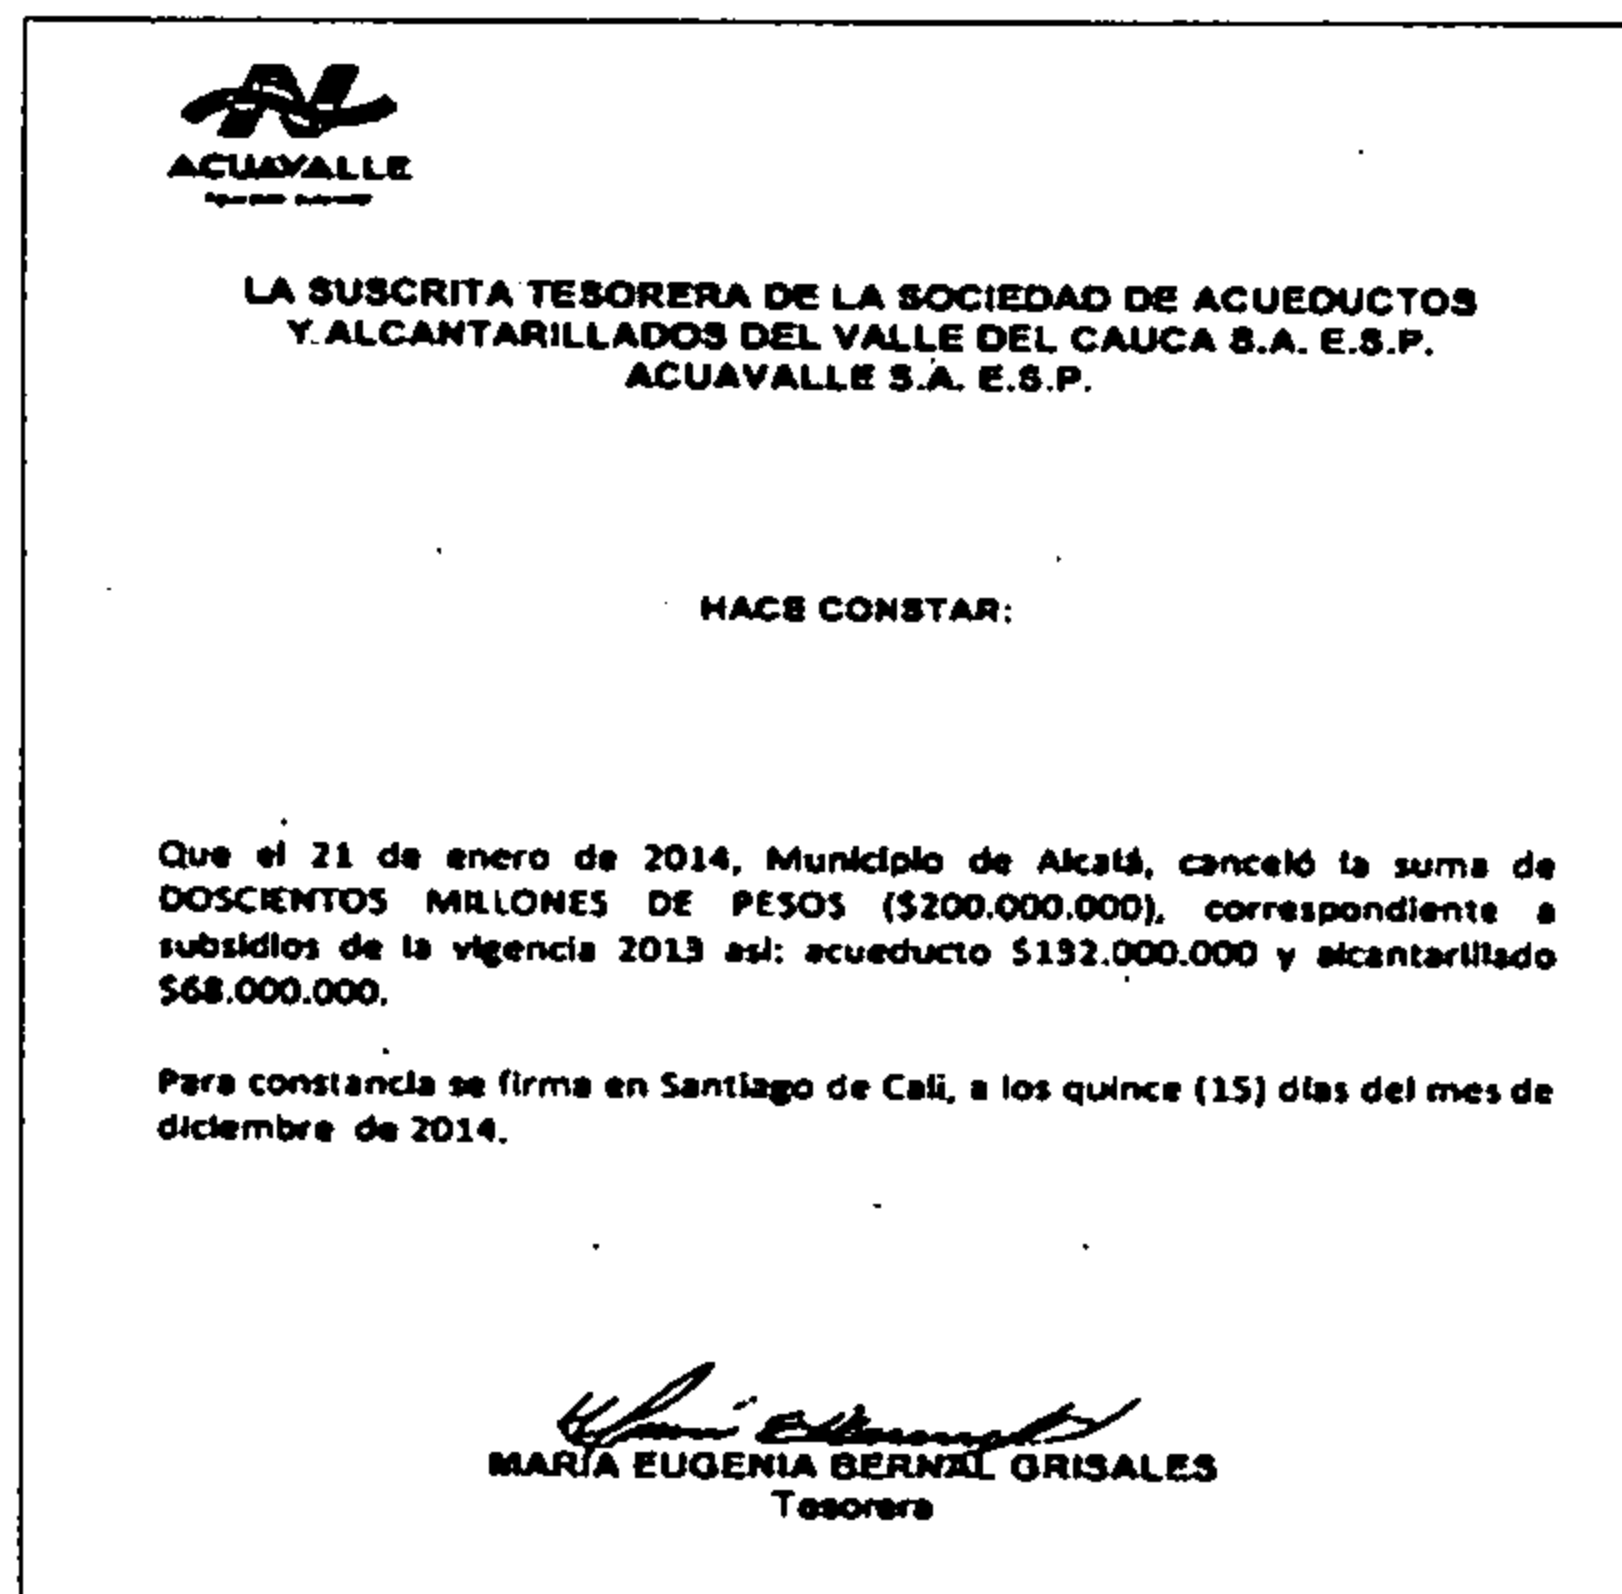 ACUAVALLE
LA SUSCRITA TESORERA DE LA SOCIEDAD DE ACUEDUCTOS
Y ALCANTARILLADOS DEL VALLE DEL CAUCA S.A. E.S.P.
ACUAVALLE S.A. E.S.P.
HACE CONSTAR:
Que el 21 de enero de 2014, Municipio de Alcalá, canceló la suma de
DOSCIENTOS MILLONES DE PESOS ($200.000.000), correspondiente a
subsidios de la vigencia 2013 asi: acueducto $132.000.000 y alcantarillado
$68.000.000.
Para constancia se firma en Santiago de Cali, a los quince (15) días del mes de
diciembre de 2014.
MARÍA EUGENIA BERNAL GRISALES
Tesorera